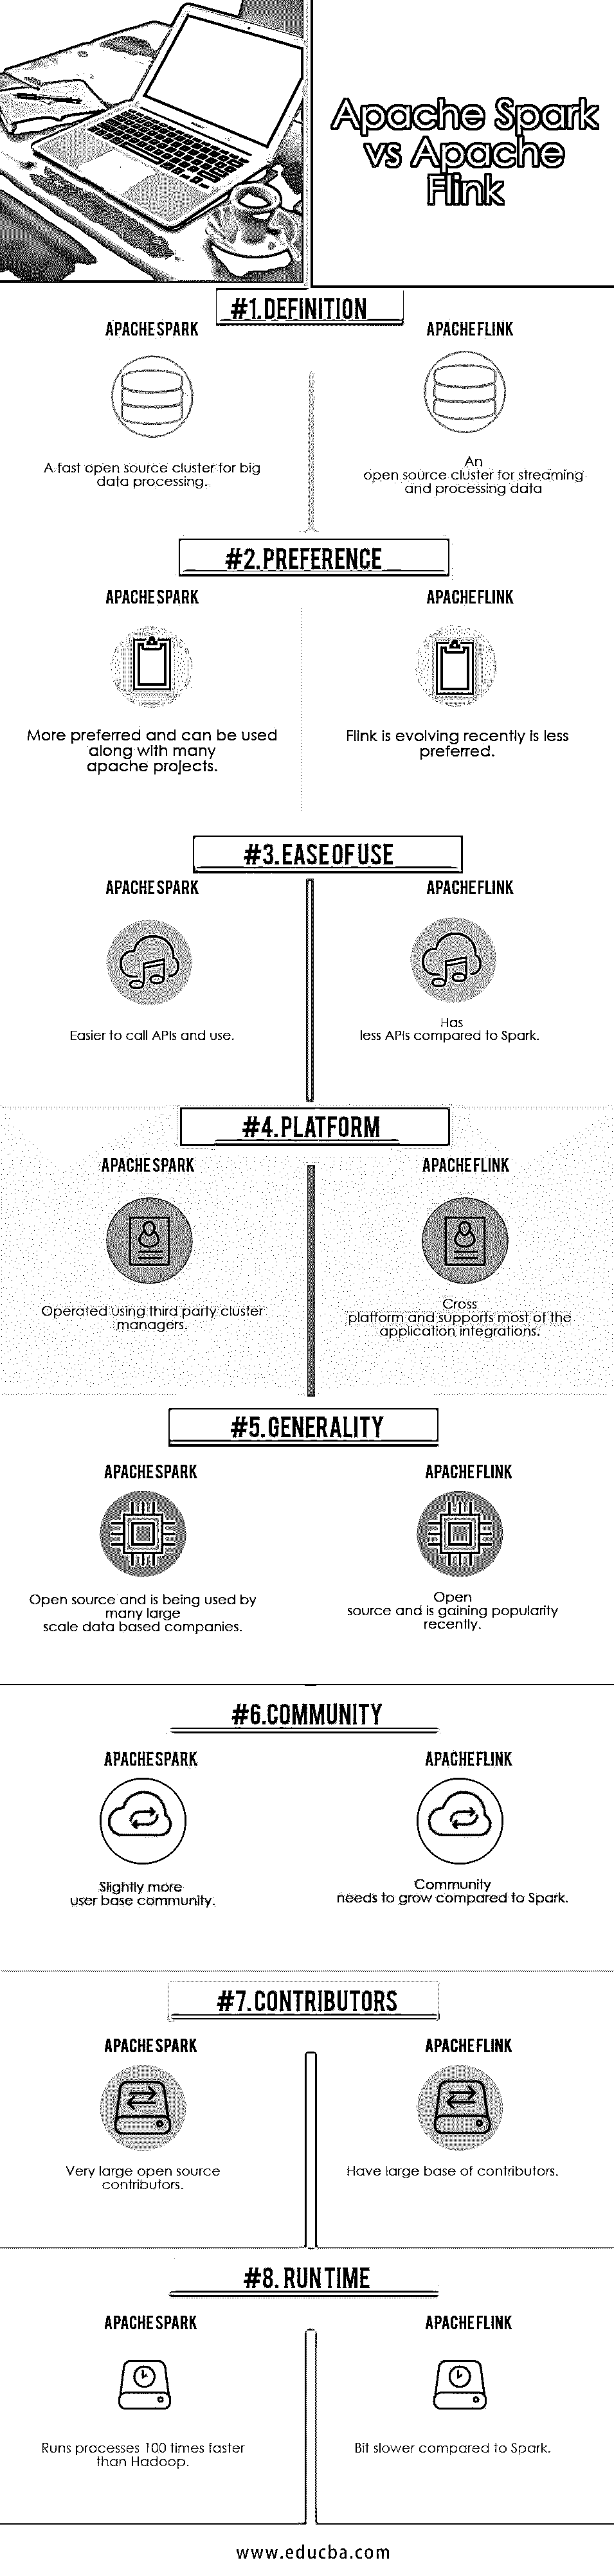 Apache Spark
vs Apache
Flink
#1.DEFINITION
APACHE SPARK
APACHE FLINK
A fast open source cluster for big
data processing.
An
open source cluster for streaming
and processing data
#2.PREFERENCE
APACHE SPARK
APACHE FLINK
More preferred and can be used
along with many
apache projects.
Flink is evolving recently is less
preferred.
#3.EASE OF USE
APACHE SPARK
APACHE FLINK
Easier to call APIs and use.
Has
less APIs compared to Spark.
#4.PLATFORM
APACHE SPARK
APACHE FLINK
Operated using third party cluster
managers.
Cross
platform and supports most of the
application integrations.
#5.GENERALITY
APACHE SPARK
APACHE FLINK
Open source and is being used by
many large
scale data based companies.
Open
source and is gaining popularity
recently.
#6.COMMUNITY
APACHE SPARK
APACHE FLINK
Slightly more
user base community.
Community
needs to grow compared to Spark.
#7.CONTRIBUTORS
APACHE SPARK
APACHE FLINK
Very large open source
contributors.
Have large base of contributors.
#8. RUN TIME
APACHE SPARK
APACHE FLINK
Runs processes 100 times faster
than Hadoop.
Bit slower compared to Spark.
www.educba.com